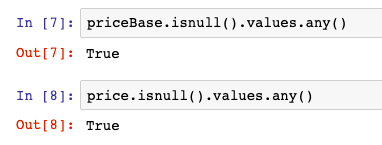 In [7]: priceBase.isnull().values.any()
Out[7]: True
In [8]: price.isnull().values.any()
Out[8]: True